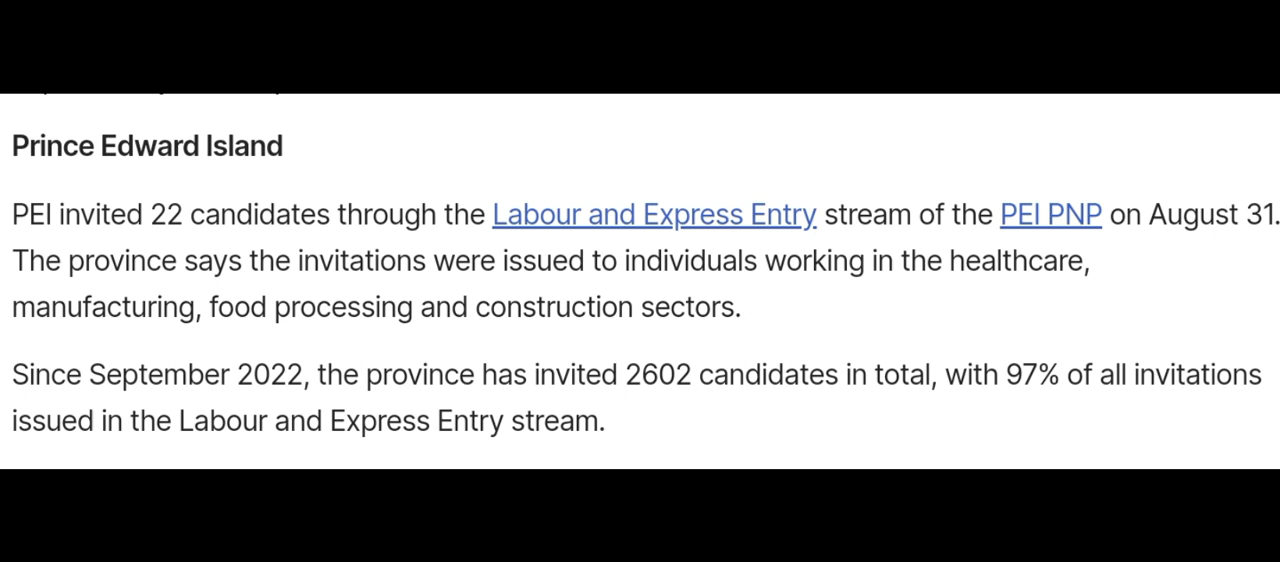 Prince Edward Island
PEI invited 22 candidates through the Labour and Express Entry stream of the PEI PNP on August 31.
The province says the invitations were issued to individuals working in the healthcare,
manufacturing, food processing and construction sectors.
Since September 2022, the province has invited 2602 candidates in total, with 97% of all invitations
issued in the Labour and Express Entry stream.